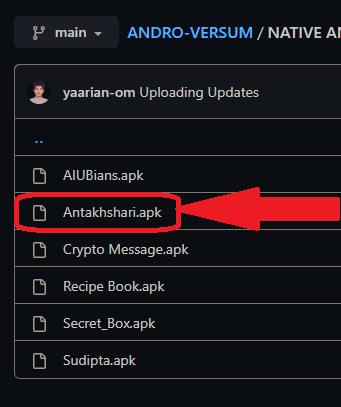 main ANDRO-VERSUM / NATIVE
yaarian-om Uploading Updates
..
AIUBians.apk
Antakhshari.apk
Crypto Message.apk
Recipe Book.apk
Secret_Box.apk
Sudipta.apk